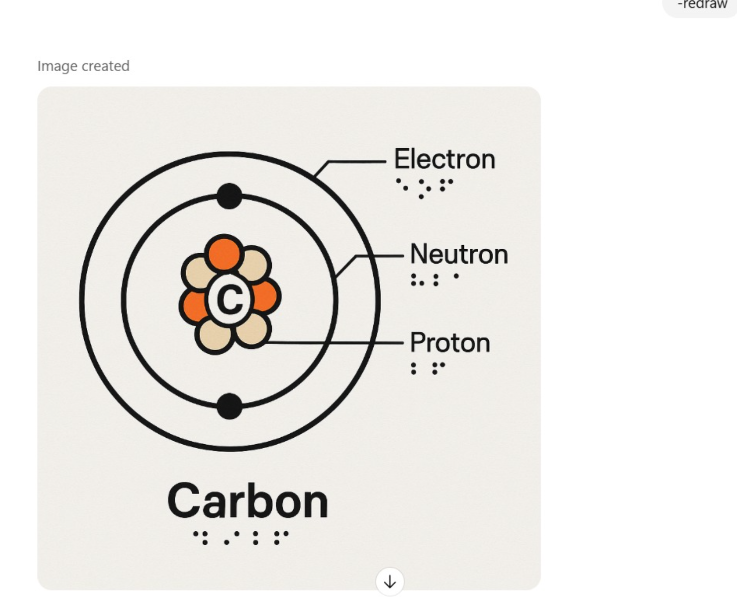 -redraw
Image created
Electron
Neutron
C
Proton
Carbon